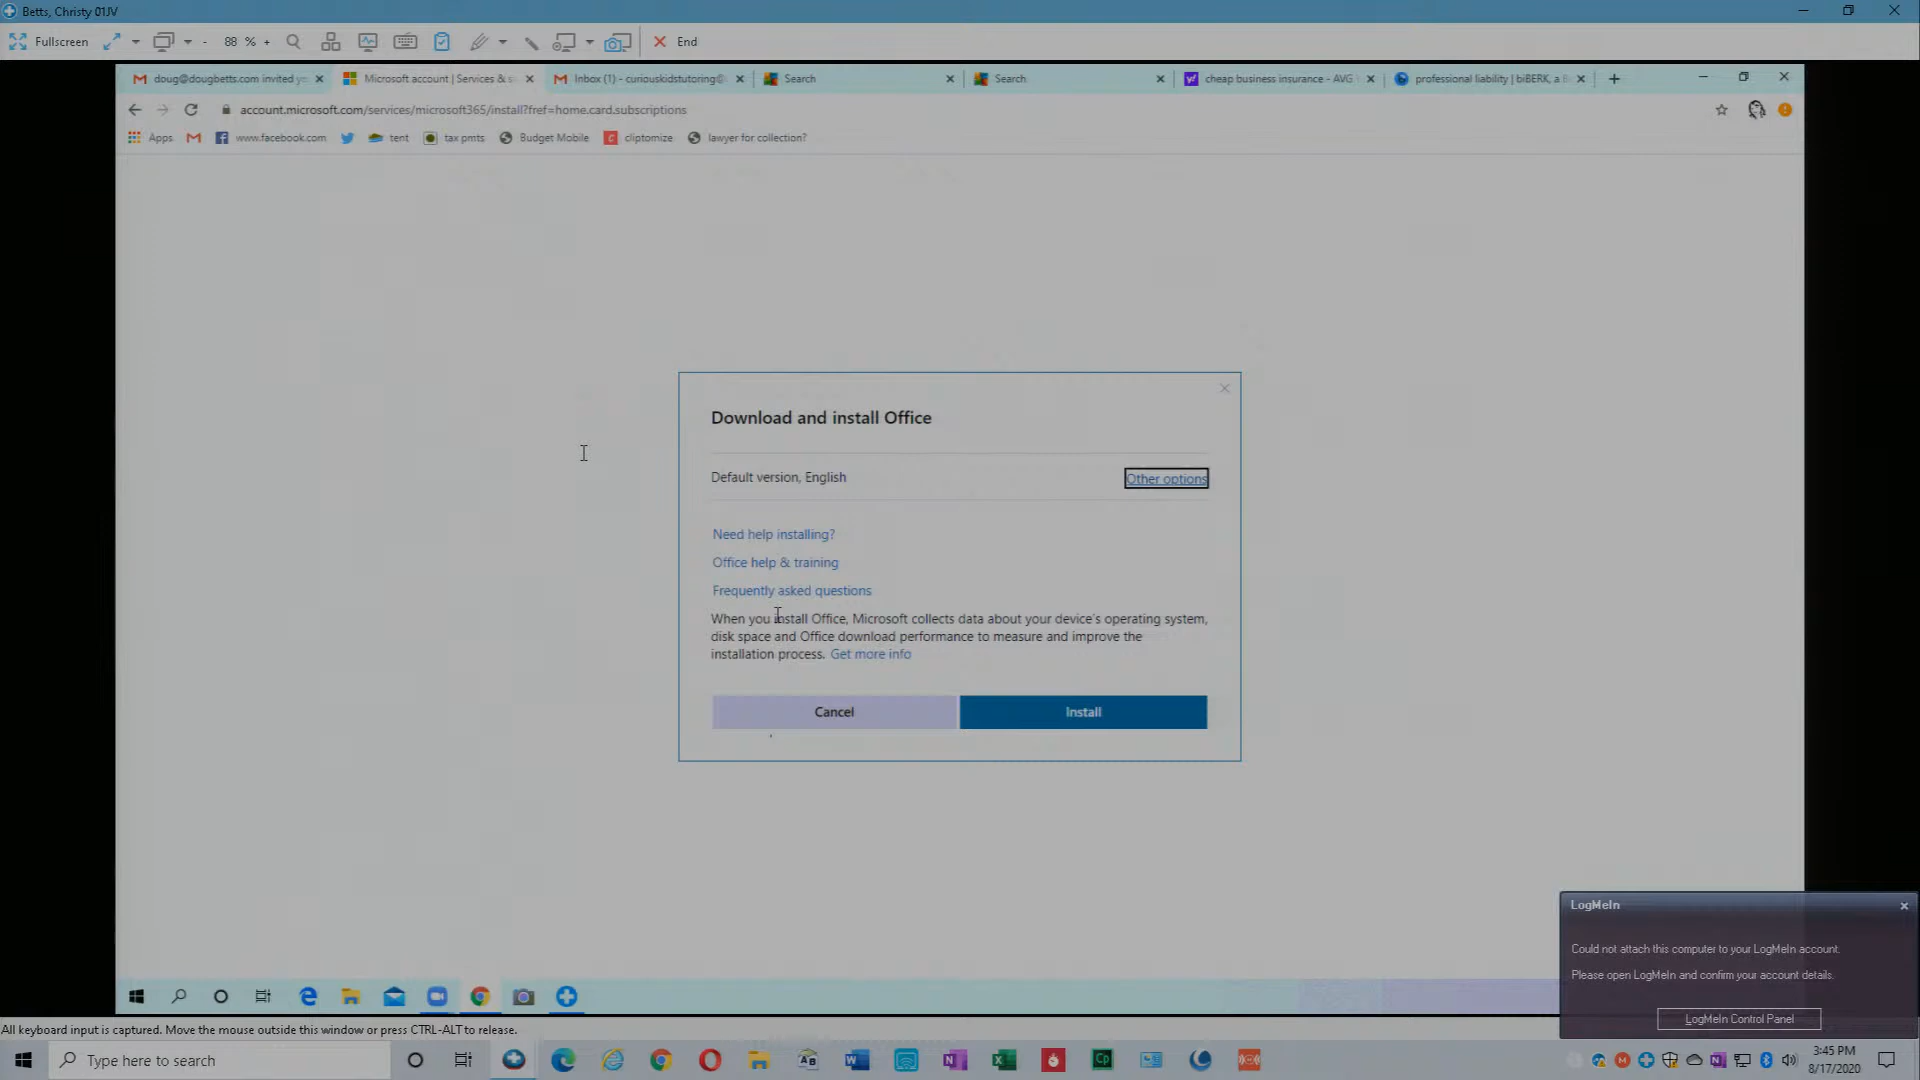 Betts, Christy 01JV
Fullscreen - 88 % + End
doug@dougbetts.com invited y
Microsoft account | Services & s
Inbox (1) - curiouskidstutoring@
Search
Search
cheap business insurance - AVG
professional liability | biBERK, a
account.microsoft.com/services/microsoft365/install?fref=home.card.subscriptions
Apps www.facebook.com tent tax pmts Budget Mobile cliptomize lawyer for collection?
Download and install Office
Default version, English Other options
Need help installing?
Office help & training
Frequently asked questions
When you install Office, Microsoft collects data about your device's operating system,
disk space and Office download performance to measure and improve the
installation process. Get more info
Cancel Install
LogMeIn
Could not attach this computer to your LogMeIn account.
Please open LogMeIn and confirm your account details.
LogMeIn Control Panel
All keyboard input is captured. Move the mouse outside this window or press CTRL-ALT to release.
Type here to search
3:45 PM
8/17/2020